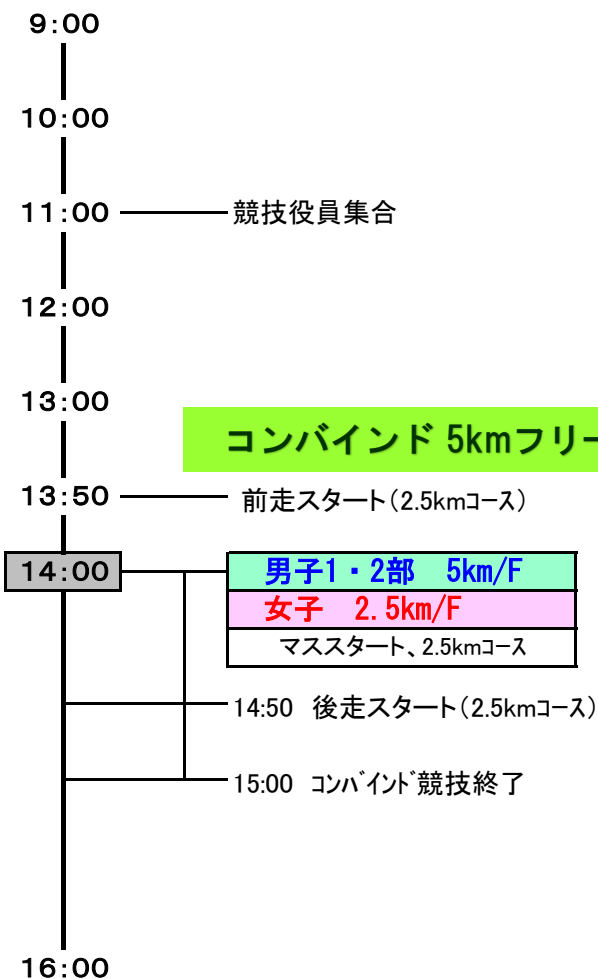 9:00
10:00
11:00 競技役員集合
12:00
13:00
コンバインド 5kmフリー
13:50 前走スタート(2.5kmコース)
14:00 男子1・2部 5km/F
女子 2.5km/F
マススタート、2.5kmコース
14:50 後走スタート(2.5kmコース)
15:00 コンバインド競技終了
16:00